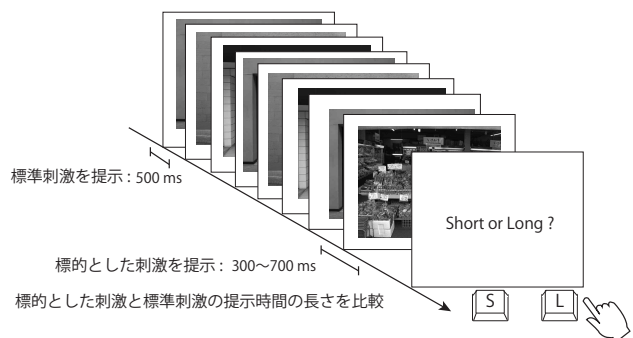 標準刺激を提示 : 500 ms
Short or Long ?
標的とした刺激を提示 : 300〜700 ms
標的とした刺激と標準刺激の提示時間の長さを比較
S
L